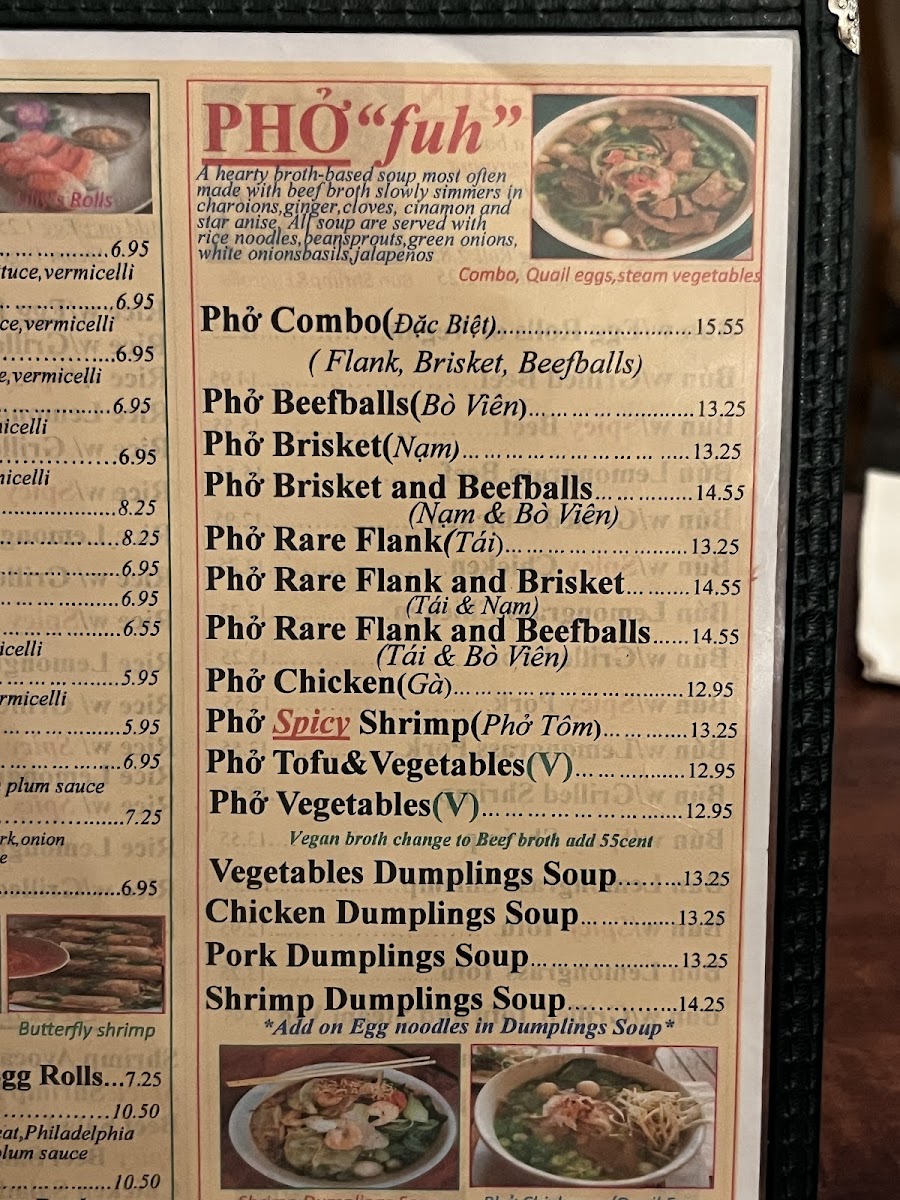 Rolls
...6.95
tuce,vermicelli
...6.95
ce,vermicelli
...6.95
e,vermicelli
...6.95
nicelli
...6.95
nicelli
...8.25
...8.25
...6.95
...6.95
...6.55
icelli
...5.95
rmicelli
...5.95
...6.95
plum sauce
...7.25
rk,onion
e
...6.95
Butterfly shrimp
gg Rolls...7.25
...10.50
eat,Philadelphia
plum sauce
...10.50
PHỞ“fuh”
A hearty broth-based soup most often
made with beef broth slowly simmers in
charoions,ginger,cloves, cinamon and
star anise, All soup are served with
rice noodles,beansprouts,green onions,
white onionsbasils,jalapeños
Combo, Quail eggs,steam vegetables
Phở Combo(Đặc Biệt)...15.55
( Flank, Brisket, Beefballs)
Phở Beefballs(Bò Viên)...13.25
Phở Brisket(Nạm)...13.25
Phở Brisket and Beefballs...14.55
(Nạm & Bò Viên)
Phở Rare Flank(Tái)...13.25
Phở Rare Flank and Brisket...14.55
(Tái & Nạm)
Phở Rare Flank and Beefballs...14.55
(Tái & Bò Viên)
Phở Chicken(Gà)...12.95
Phở Spicy Shrimp(Phở Tôm)...13.25
Phở Tofu&Vegetables(V)...12.95
Phở Vegetables(V)...12.95
Vegan broth change to Beef broth add 55cent
Vegetables Dumplings Soup...13.25
Chicken Dumplings Soup...13.25
Pork Dumplings Soup...13.25
Shrimp Dumplings Soup...14.25
*Add on Egg noodles in Dumplings Soup*
Shrimp Dumplings